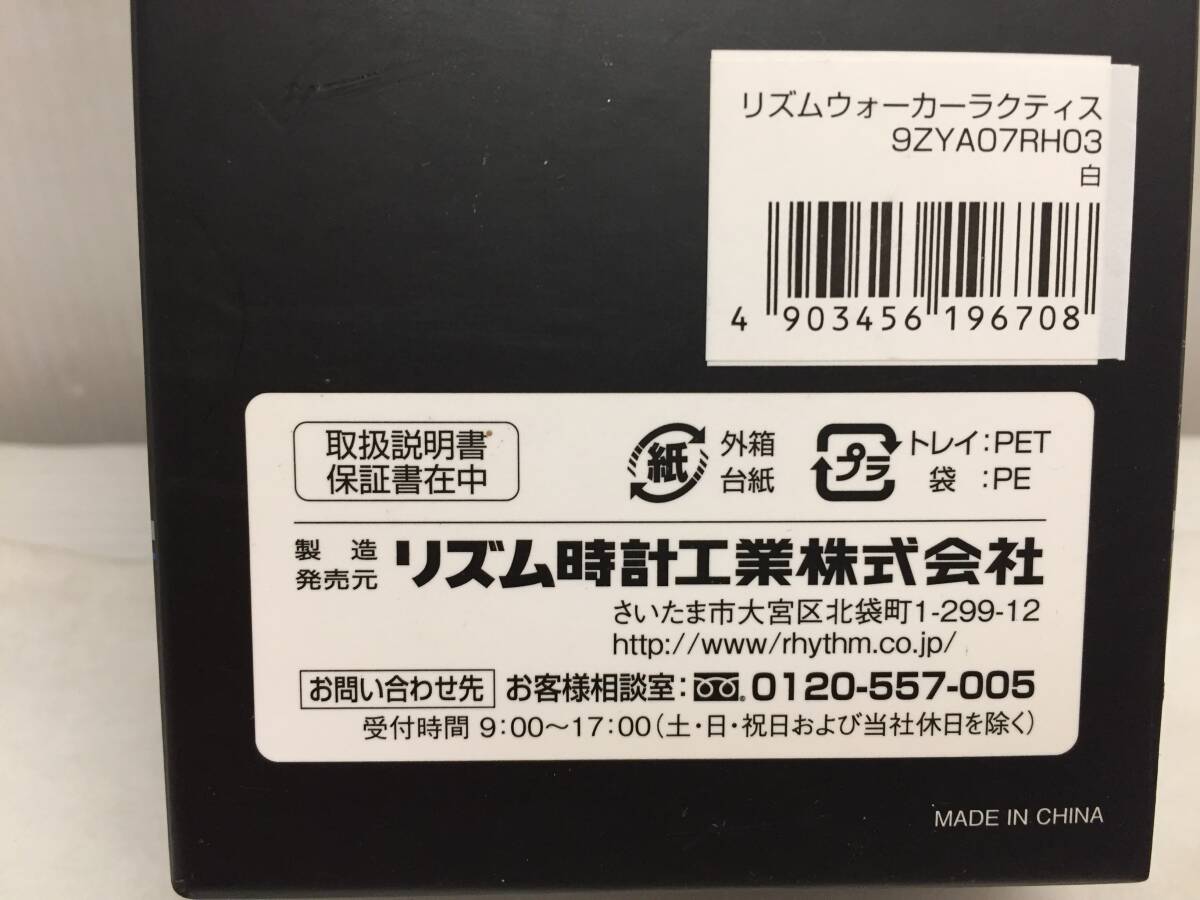 リズムウォーカーラクティス
9ZYA07RH03
白
4 903456 196708
取扱説明書
保証書在中
紙
外箱
台紙
プラ
トレイ:PET
袋 :PE
製造
発売元
リズム時計工業株式会社
さいたま市大宮区北袋町1-299-12
http://www/rhythm.co.jp/
お問い合わせ先 お客様相談室: 0120-557-005
受付時間 9:00～17:00(土・日・祝日および当社休日を除く)
MADE IN CHINA